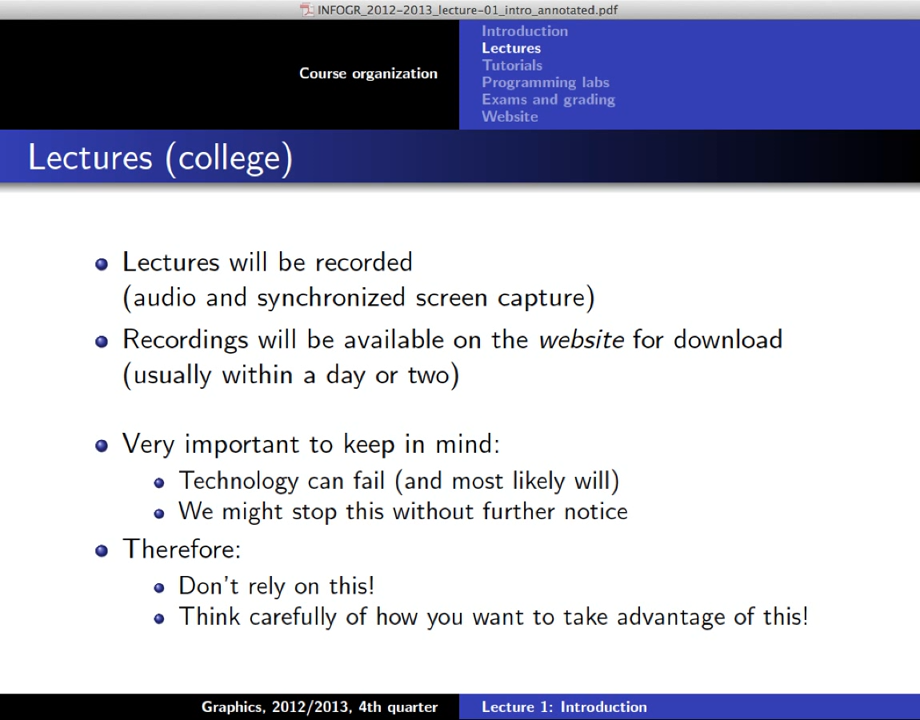 INFOGR_2012-2013_lecture-01_intro_annotated.pdf
Course organization
Introduction
Lectures
Tutorials
Programming labs
Exams and grading
Website
Lectures (college)
Lectures will be recorded
(audio and synchronized screen capture)
Recordings will be available on the website for download
(usually within a day or two)
Very important to keep in mind:
Technology can fail (and most likely will)
We might stop this without further notice
Therefore:
Don't rely on this!
Think carefully of how you want to take advantage of this!
Graphics, 2012/2013, 4th quarter
Lecture 1: Introduction